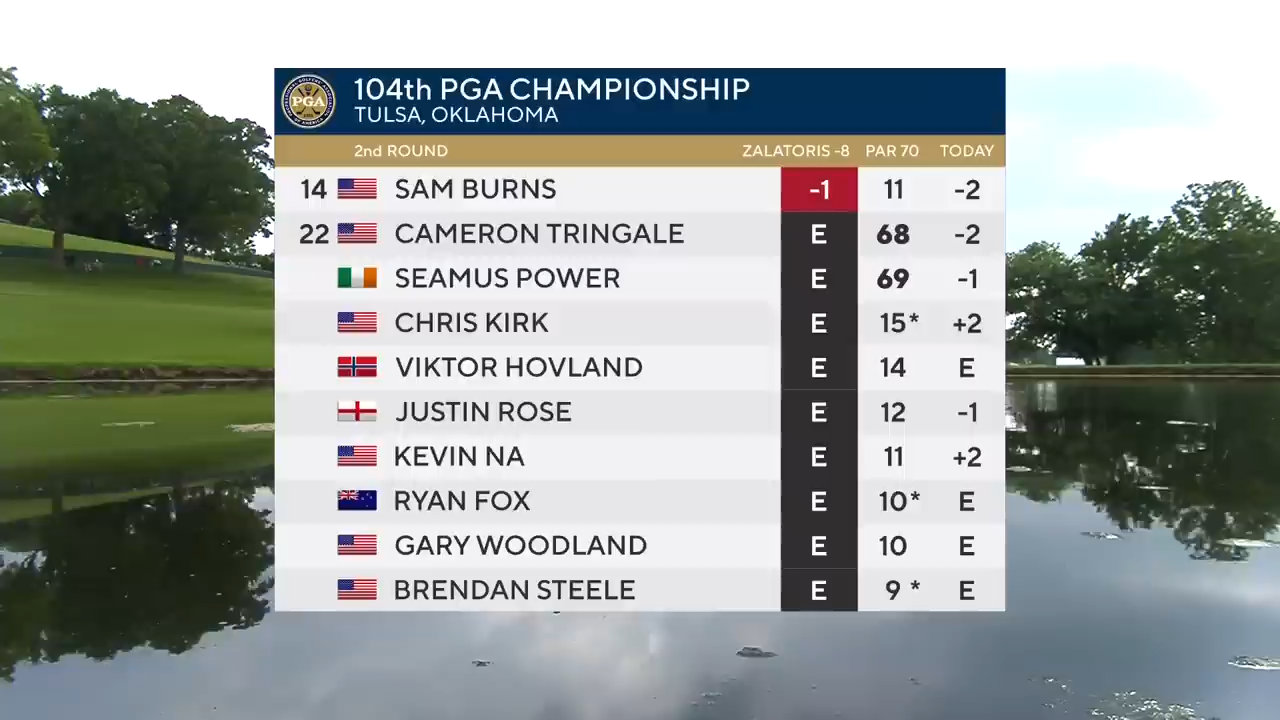 104th PGA CHAMPIONSHIP
TULSA, OKLAHOMA
PGA
2nd ROUND ZALATORIS -8 PAR 70 TODAY
14 SAM BURNS -1 11 -2
22 CAMERON TRINGALE E 68 -2
SEAMUS POWER E 69 -1
CHRIS KIRK E 15* +2
VIKTOR HOVLAND E 14 E
JUSTIN ROSE E 12 -1
KEVIN NA E 11 +2
RYAN FOX E 10* E
GARY WOODLAND E 10 E
BRENDAN STEELE E 9 * E